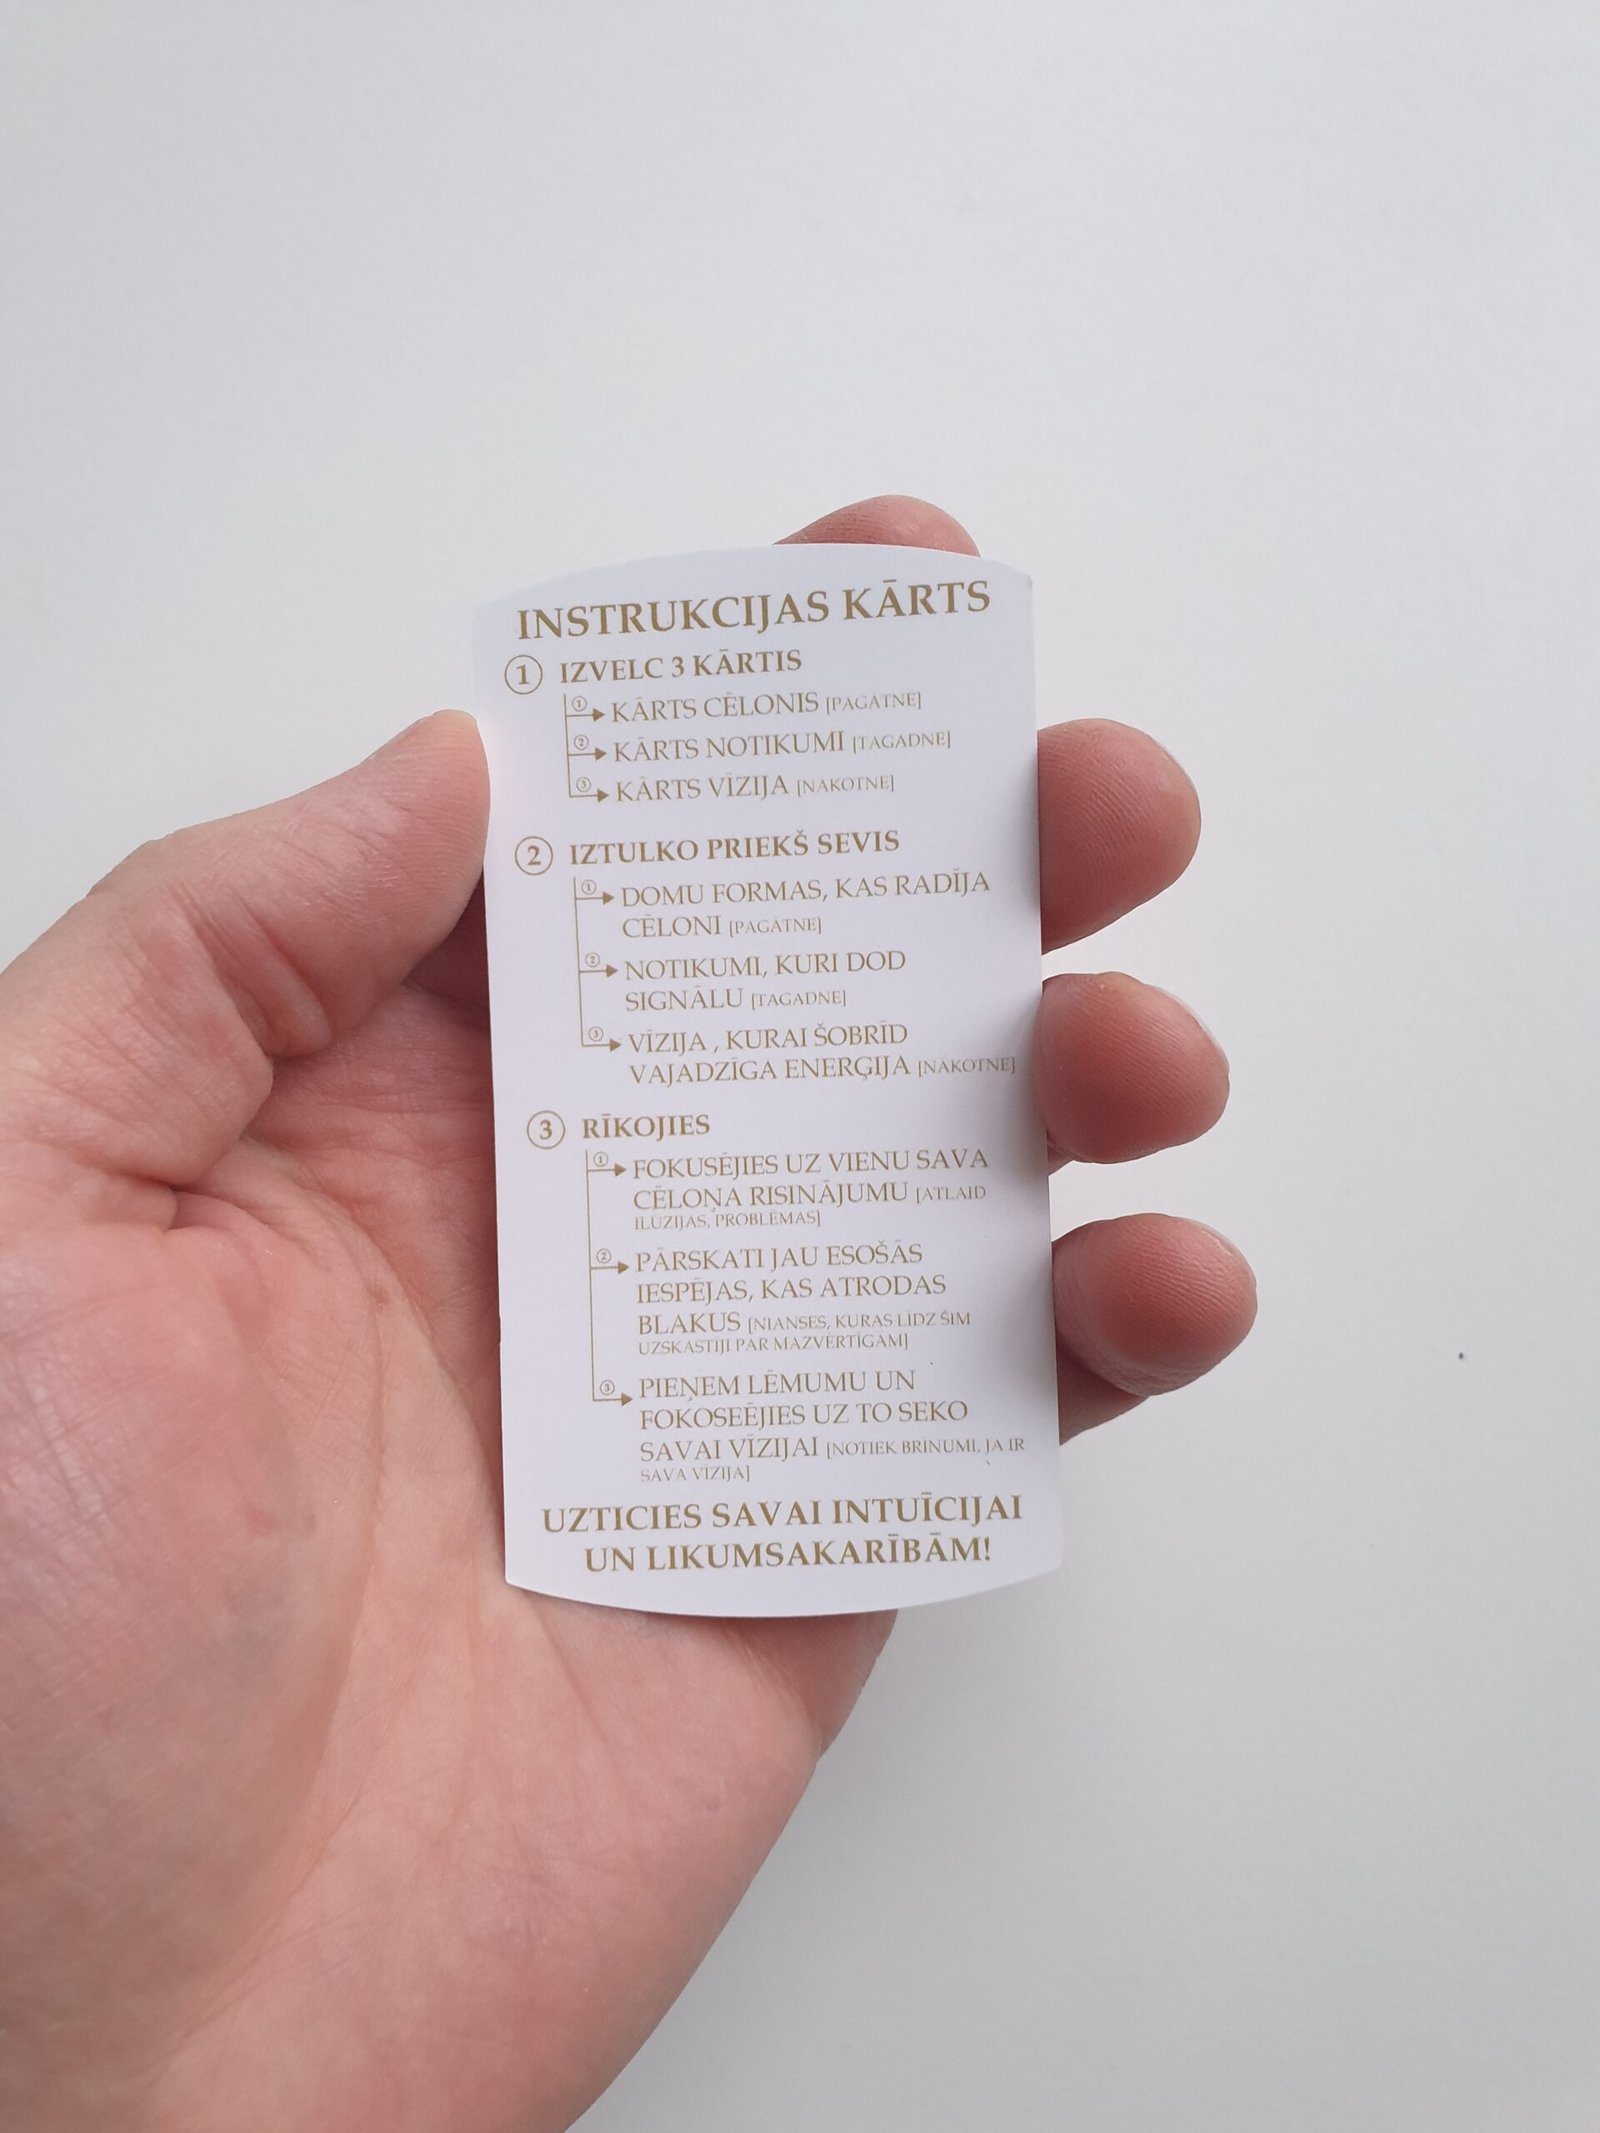 INSTRUKCIJAS KĀRTS
1 IZVELC 3 KĀRTIS
1 KĀRTS CĒLONIS [PAGĀTNE]
2 KĀRTS NOTIKUMI [TAGADNE]
3 KĀRTS VĪZIJA [NĀKOTNE]
2 IZTULKO PRIEKŠ SEVIS
1 DOMU FORMAS, KAS RADĪJA
CĒLONI [PAGĀTNE]
2 NOTIKUMI, KURI DOD
SIGNĀLU [TAGADNE]
3 VĪZIJA , KURAI ŠOBRĪD
VAJADZĪGA ENERĢIJA [NĀKOTNE]
3 RĪKOJIES
1 FOKUSĒJIES UZ VIENU SAVA
CĒLOŅA RISINĀJUMU [ATLAID
ILŪZIJAS, PROBLĒMAS]
2 PĀRSKATI JAU ESOŠĀS
IESPĒJAS, KAS ATRODAS
BLAKUS [NIANSES, KURAS LĪDZ ŠIM
UZSKASTĪJI PAR MAZVĒRTĪGĀM]
3 PIEŅEM LĒMUMU UN
FOKOSEĒJIES UZ TO SEKO
SAVAI VĪZIJAI [NOTIEK BRĪNUMI, JA IR
SAVA VĪZIJA]
UZTICIES SAVAI INTUĪCIJAI
UN LIKUMSAKARĪBĀM!